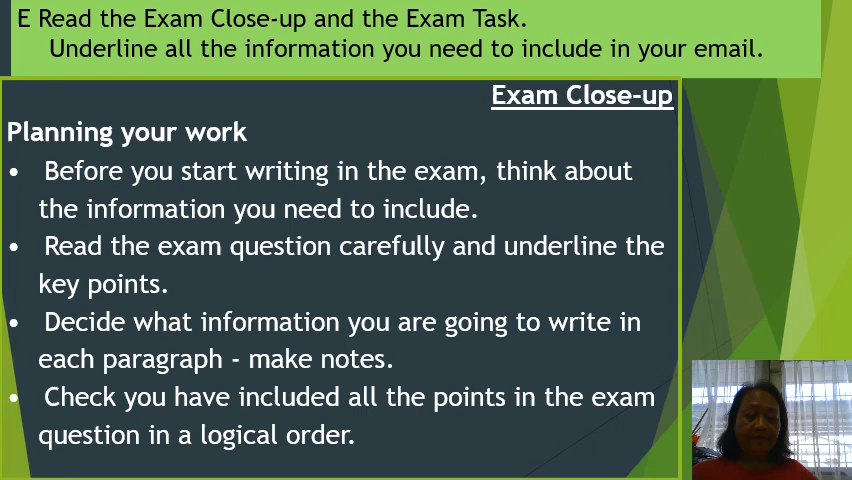 E Read the Exam Close-up and the Exam Task.
Underline all the information you need to include in your email.
Exam Close-up
Planning your work
• Before you start writing in the exam, think about
the information you need to include.
• Read the exam question carefully and underline the
key points.
• Decide what information you are going to write in
each paragraph - make notes.
• Check you have included all the points in the exam
question in a logical order.